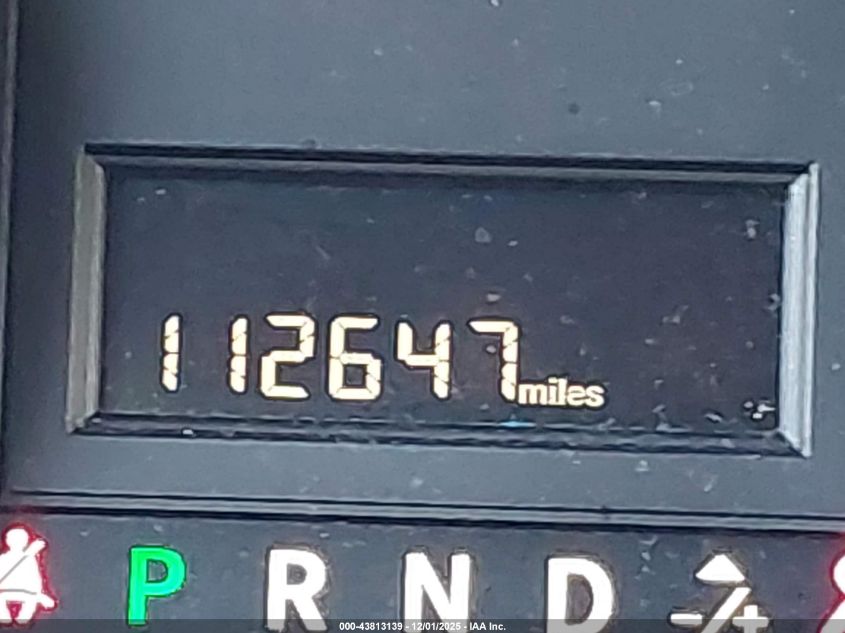 112647 miles
P R N D -/+
000-43813139 - 12/01/2025 - IAA Inc.